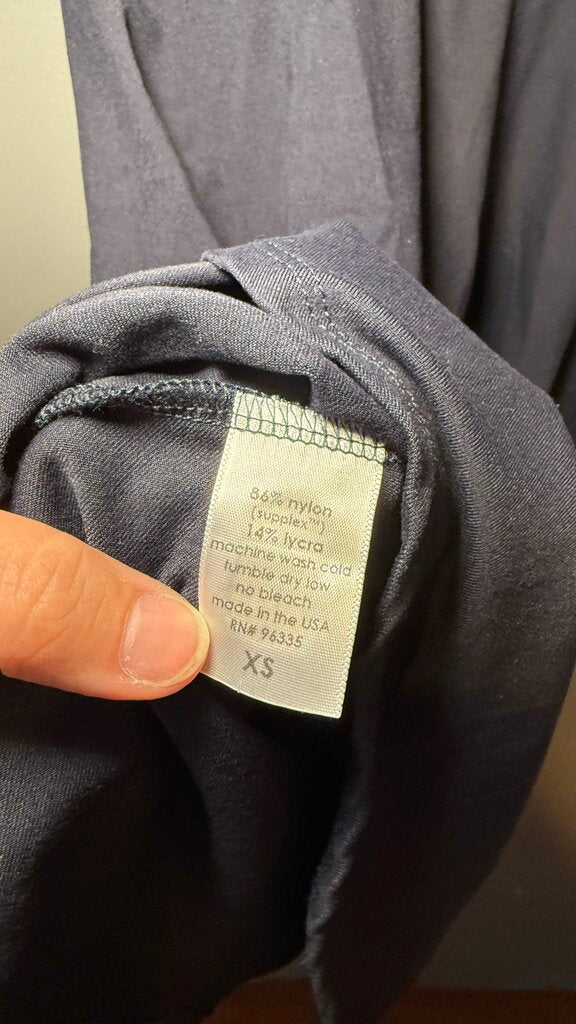 86% nylon
(supplex™)
14% lycra
machine wash cold
tumble dry low
no bleach
made in the USA
RN# 96335
XS